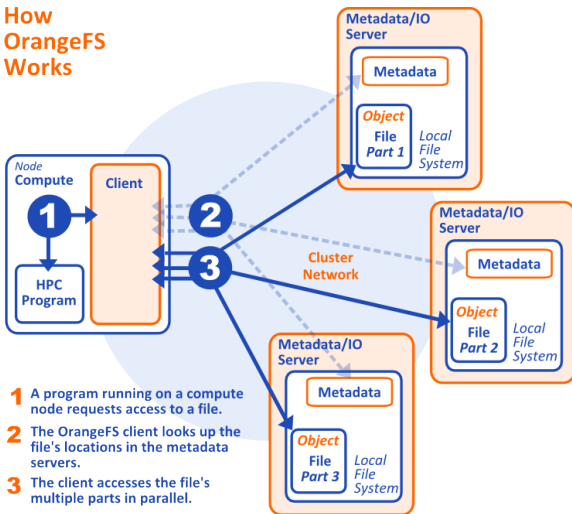 How
OrangeFS
Works
Metadata/IO
Server
Metadata
Object
File
Part 1
Local
File
System
Node
Compute
Client
1
2
3
HPC
Program
Cluster
Network
Metadata/IO
Server
Metadata
Object
File
Part 2
Local
File
System
Metadata/IO
Server
Metadata
Object
File
Part 3
Local
File
System
1 A program running on a compute
node requests access to a file.
2 The OrangeFS client looks up the
file's locations in the metadata
servers.
3 The client accesses the file's
multiple parts in parallel.